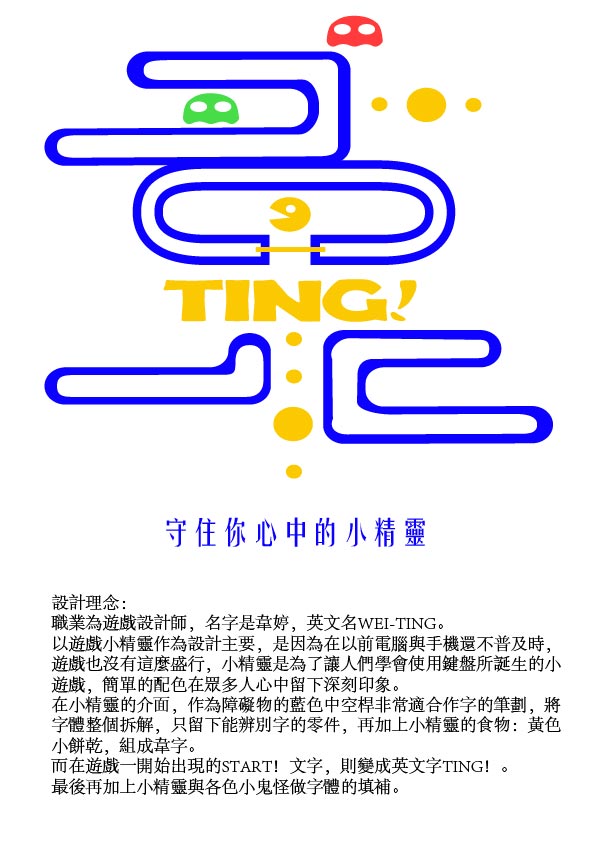 TING!
守住你心中的小精靈
設計理念：
職業為遊戲設計師，名字是韋婷，英文名WEI-TING。
以遊戲小精靈作為設計主要，是因為在以前電腦與手機還不普及時，
遊戲也沒有這麼盛行，小精靈是為了讓人們學會使用鍵盤所誕生的小
遊戲，簡單的配色在眾多人心中留下深刻印象。
在小精靈的介面，作為障礙物的藍色中空桿非常適合作字的筆劃，將
字體整個拆解，只留下能辨別字的零件，再加上小精靈的食物：黃色
小餅乾，組成韋字。
而在遊戲一開始出現的START！文字，則變成英文字TING！。
最後再加上小精靈與各色小鬼怪做字體的填補。